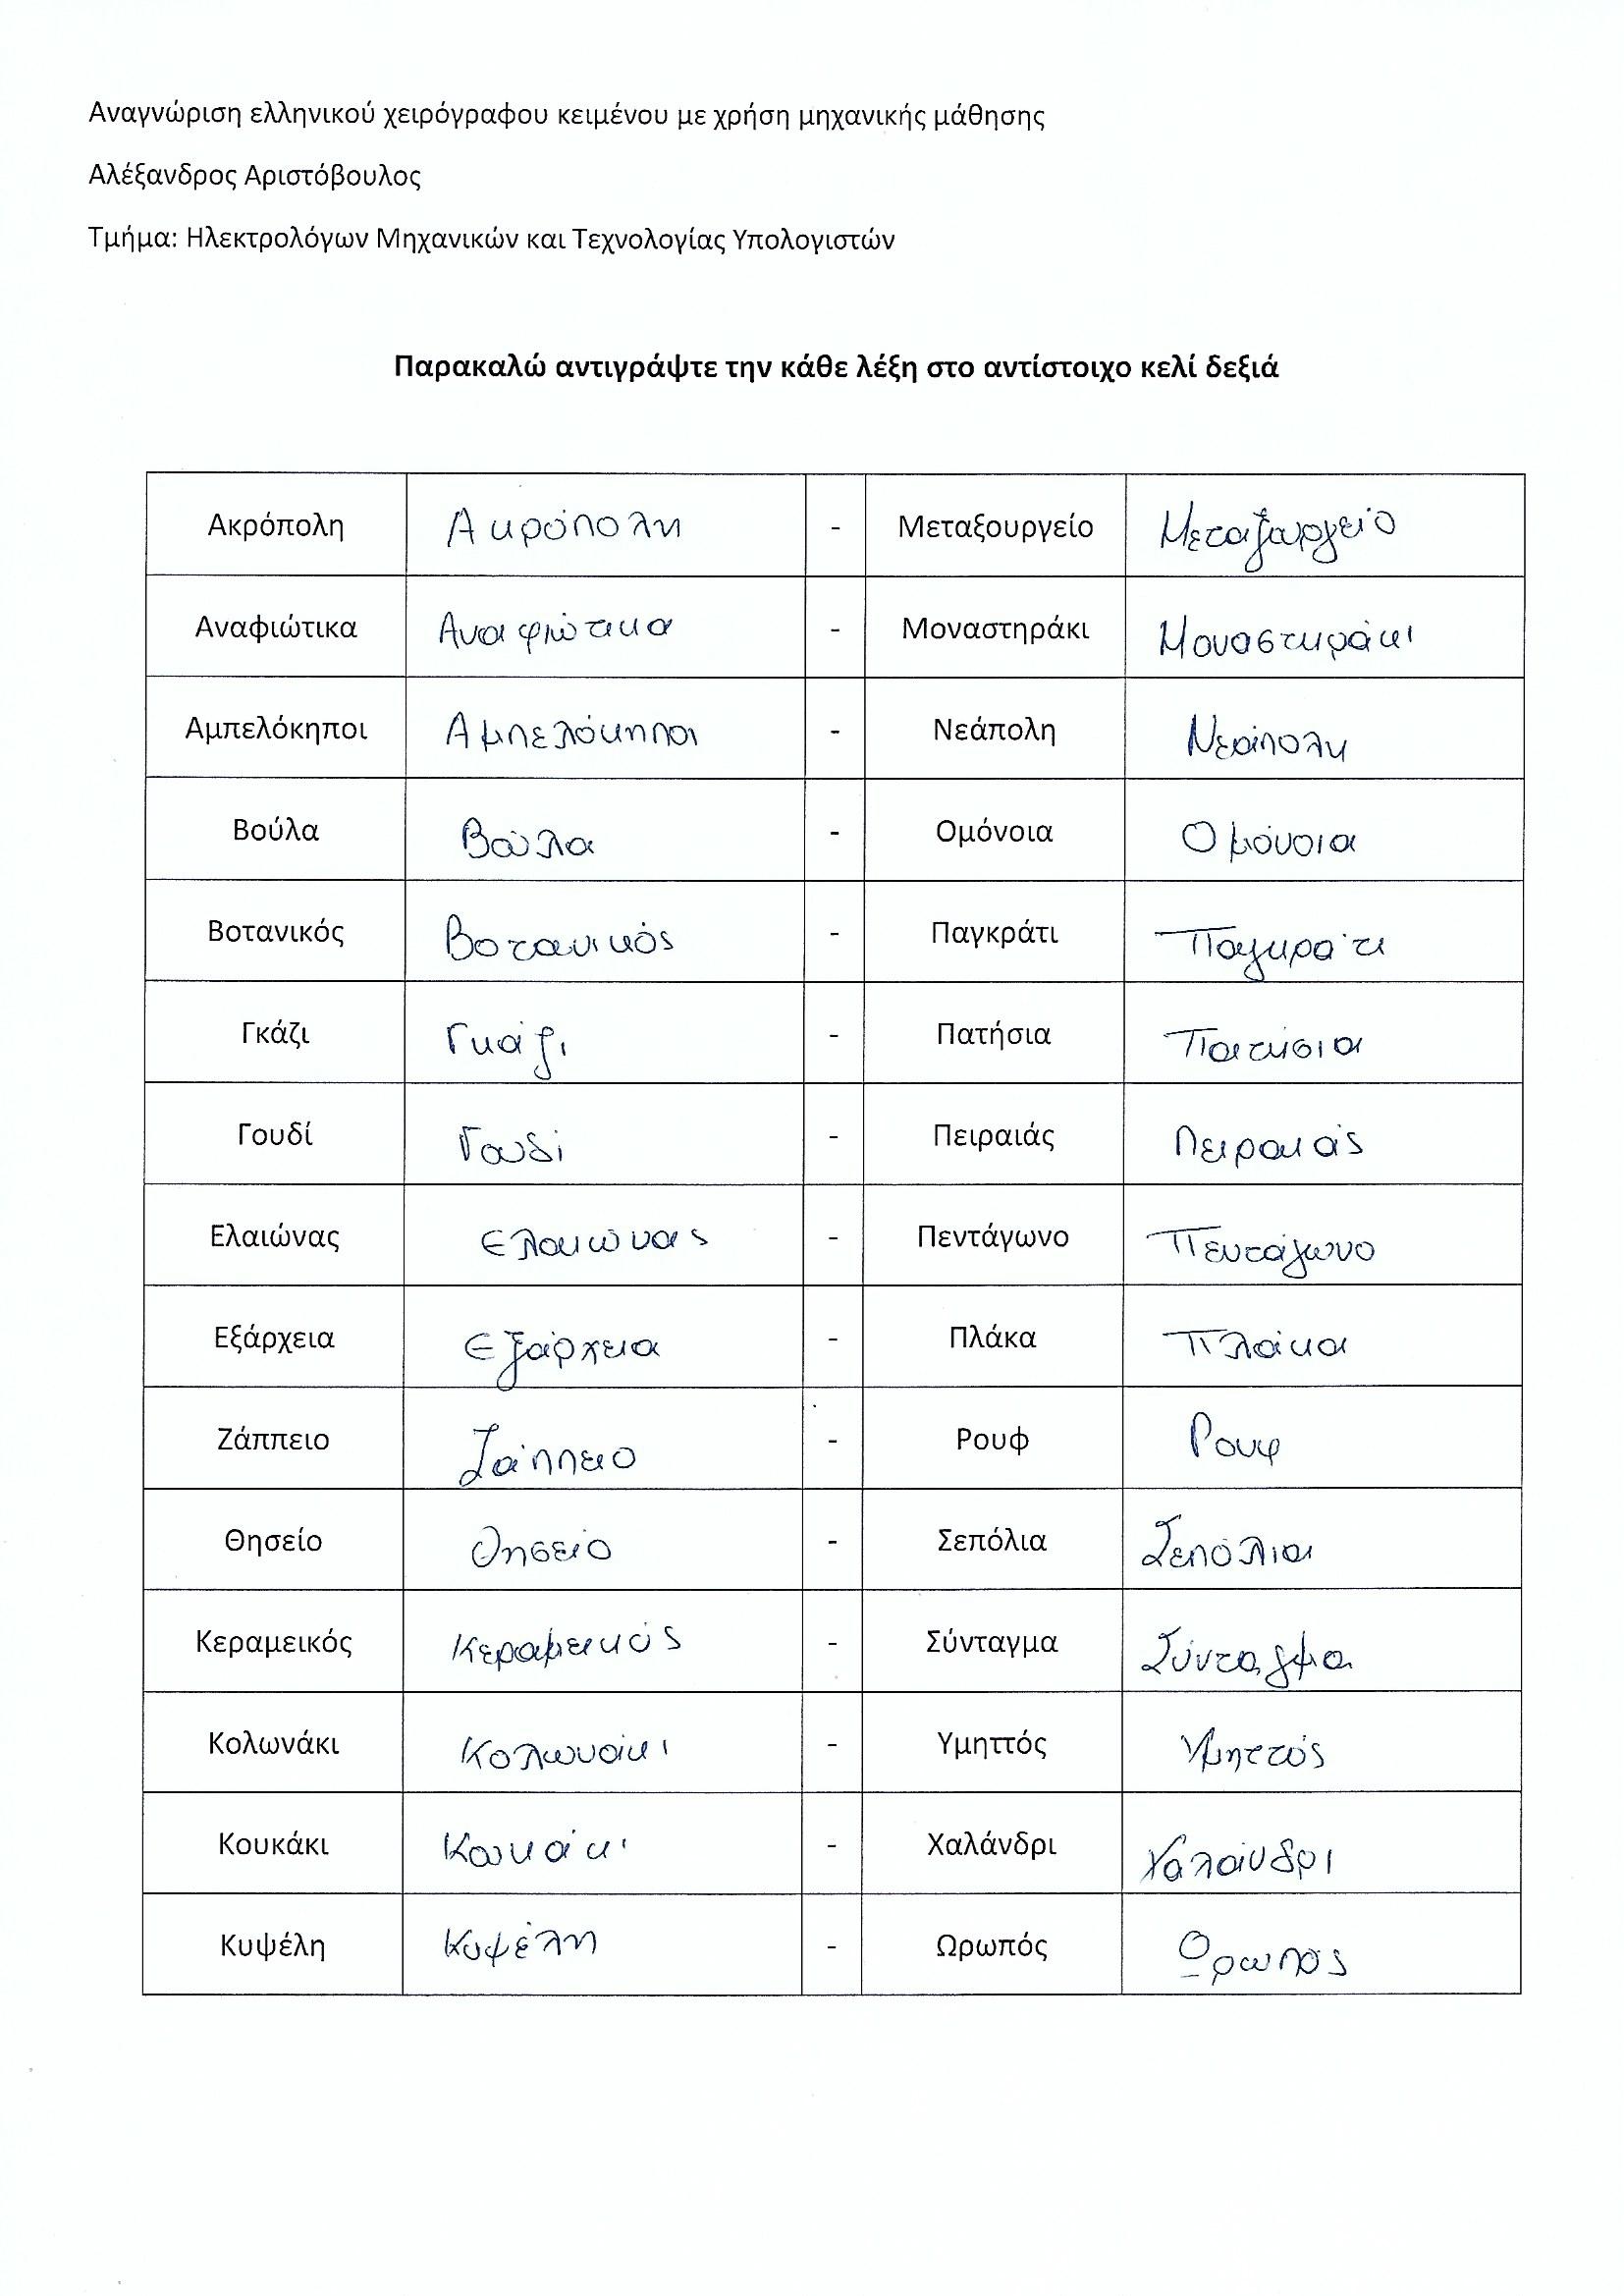 Αναγνώριση ελληνικού χειρόγραφου κειμένου με χρήση μηχανικής μάθησης
Αλέξανδρος Αριστόβουλος
Τμήμα: Ηλεκτρολόγων Μηχανικών και Τεχνολογίας Υπολογιστών
Παρακαλώ αντιγράψτε την κάθε λέξη στο αντίστοιχο κελί δεξιά
Ακρόπολη Ακρόπολη - Μεταξουργείο Μεταξουργείο
Αναφιώτικα Αναφιώτικα - Μοναστηράκι Μοναστηράκι
Αμπελόκηποι Αμπελόκηποι - Νεάπολη Νεάπολη
Βούλα Βούλα - Ομόνοια Ομόνοια
Βοτανικός Βοτανικός - Παγκράτι Παγκράτι
Γκάζι Γκάζι - Πατήσια Πατήσια
Γουδί Γουδί - Πειραιάς Πειραιάς
Ελαιώνας Ελαιώνας - Πεντάγωνο Πεντάγωνο
Εξάρχεια Εξάρχεια - Πλάκα Πλάκα
Ζάππειο Ζάππειο - Ρουφ Ρουφ
Θησείο Θησείο - Σεπόλια Σεπόλια
Κεραμεικός Κεραμεικός - Σύνταγμα Σύνταγμα
Κολωνάκι Κολωνάκι - Υμηττός Υμηττός
Κουκάκι Κουκάκι - Χαλάνδρι Χαλάνδρι
Κυψέλη Κυψέλη - Ωρωπός Ωρωπός